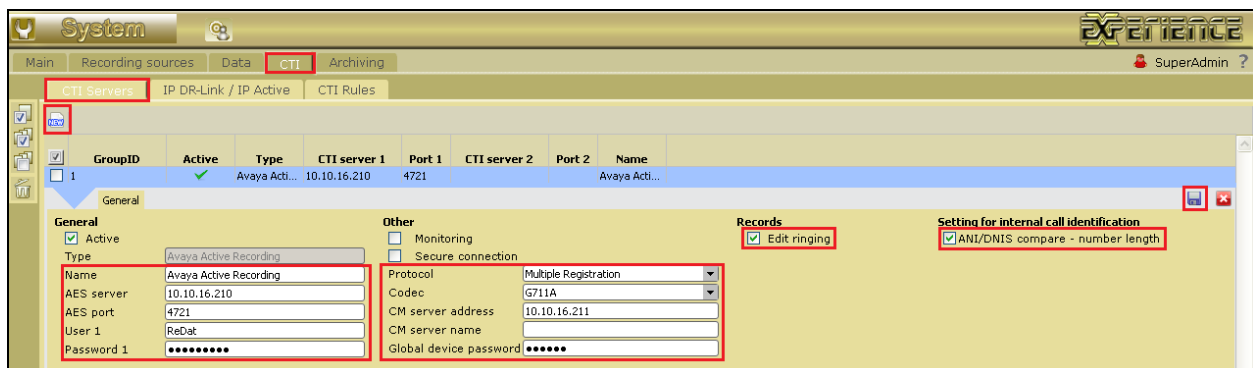 System
EXPERIENCE
Main Recording sources Data CTI Archiving
SuperAdmin ?
CTI Servers IP DR-Link / IP Active CTI Rules
NEW
GroupID Active Type CTI server 1 Port 1 CTI server 2 Port 2 Name
1 Avaya Acti... 10.10.16.210 4721 Avaya Acti...
General
General Other Records Setting for internal call identification
Active Monitoring Edit ringing ANI/DNIS compare - number length
Type Avaya Active Recording Secure connection
Name Avaya Active Recording Protocol Multiple Registration
AES server 10.10.16.210 Codec G711A
AES port 4721 CM server address 10.10.16.211
User 1 ReDat CM server name
Password 1 ●●●●●●●●● Global device password ●●●●●●